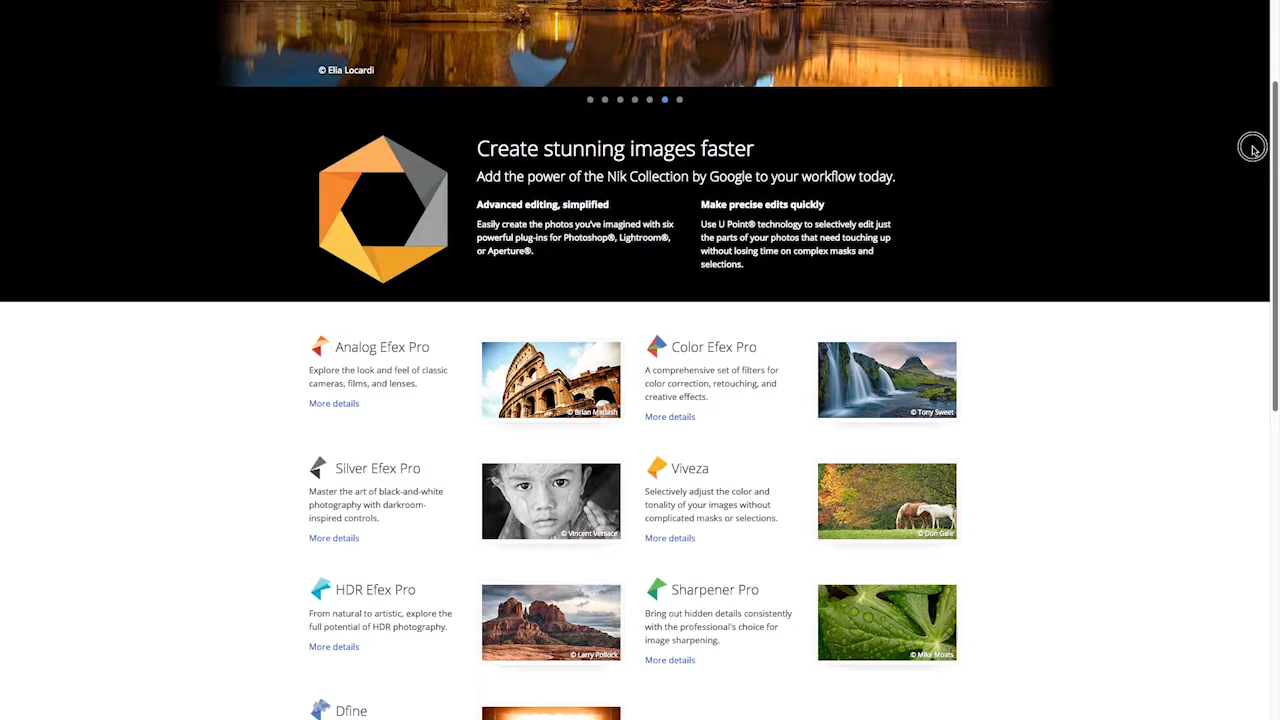 © Elia Locardi
Create stunning images faster
Add the power of the Nik Collection by Google to your workflow today.
Advanced editing, simplified
Easily create the photos you've imagined with six
powerful plug-ins for Photoshop®, Lightroom®,
or Aperture®.
Make precise edits quickly
Use U Point® technology to selectively edit just
the parts of your photos that need touching up
without losing time on complex masks and
selections.
Analog Efex Pro
Explore the look and feel of classic
cameras, films, and lenses.
More details
© Brian Matiash
Color Efex Pro
A comprehensive set of filters for
color correction, retouching, and
creative effects.
More details
© Tony Sweet
Silver Efex Pro
Master the art of black-and-white
photography with darkroom-
inspired controls.
More details
© Vincent Versace
Viveza
Selectively adjust the color and
tonality of your images without
complicated masks or selections.
More details
© Don Gale
HDR Efex Pro
From natural to artistic, explore the
full potential of HDR photography.
More details
© Larry Pollock
Sharpener Pro
Bring out hidden details consistently
with the professional's choice for
image sharpening.
More details
© Mike Moats
Dfine